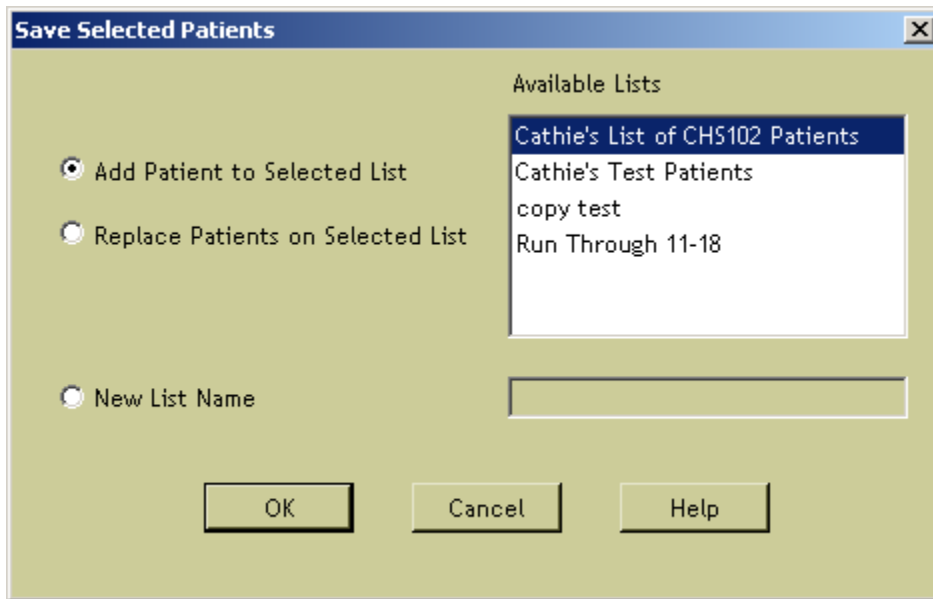 Save Selected Patients
Available Lists
Cathie's List of CHS102 Patients
Cathie's Test Patients
copy test
Run Through 11-18
Add Patient to Selected List
Replace Patients on Selected List
New List Name
OK
Cancel
Help